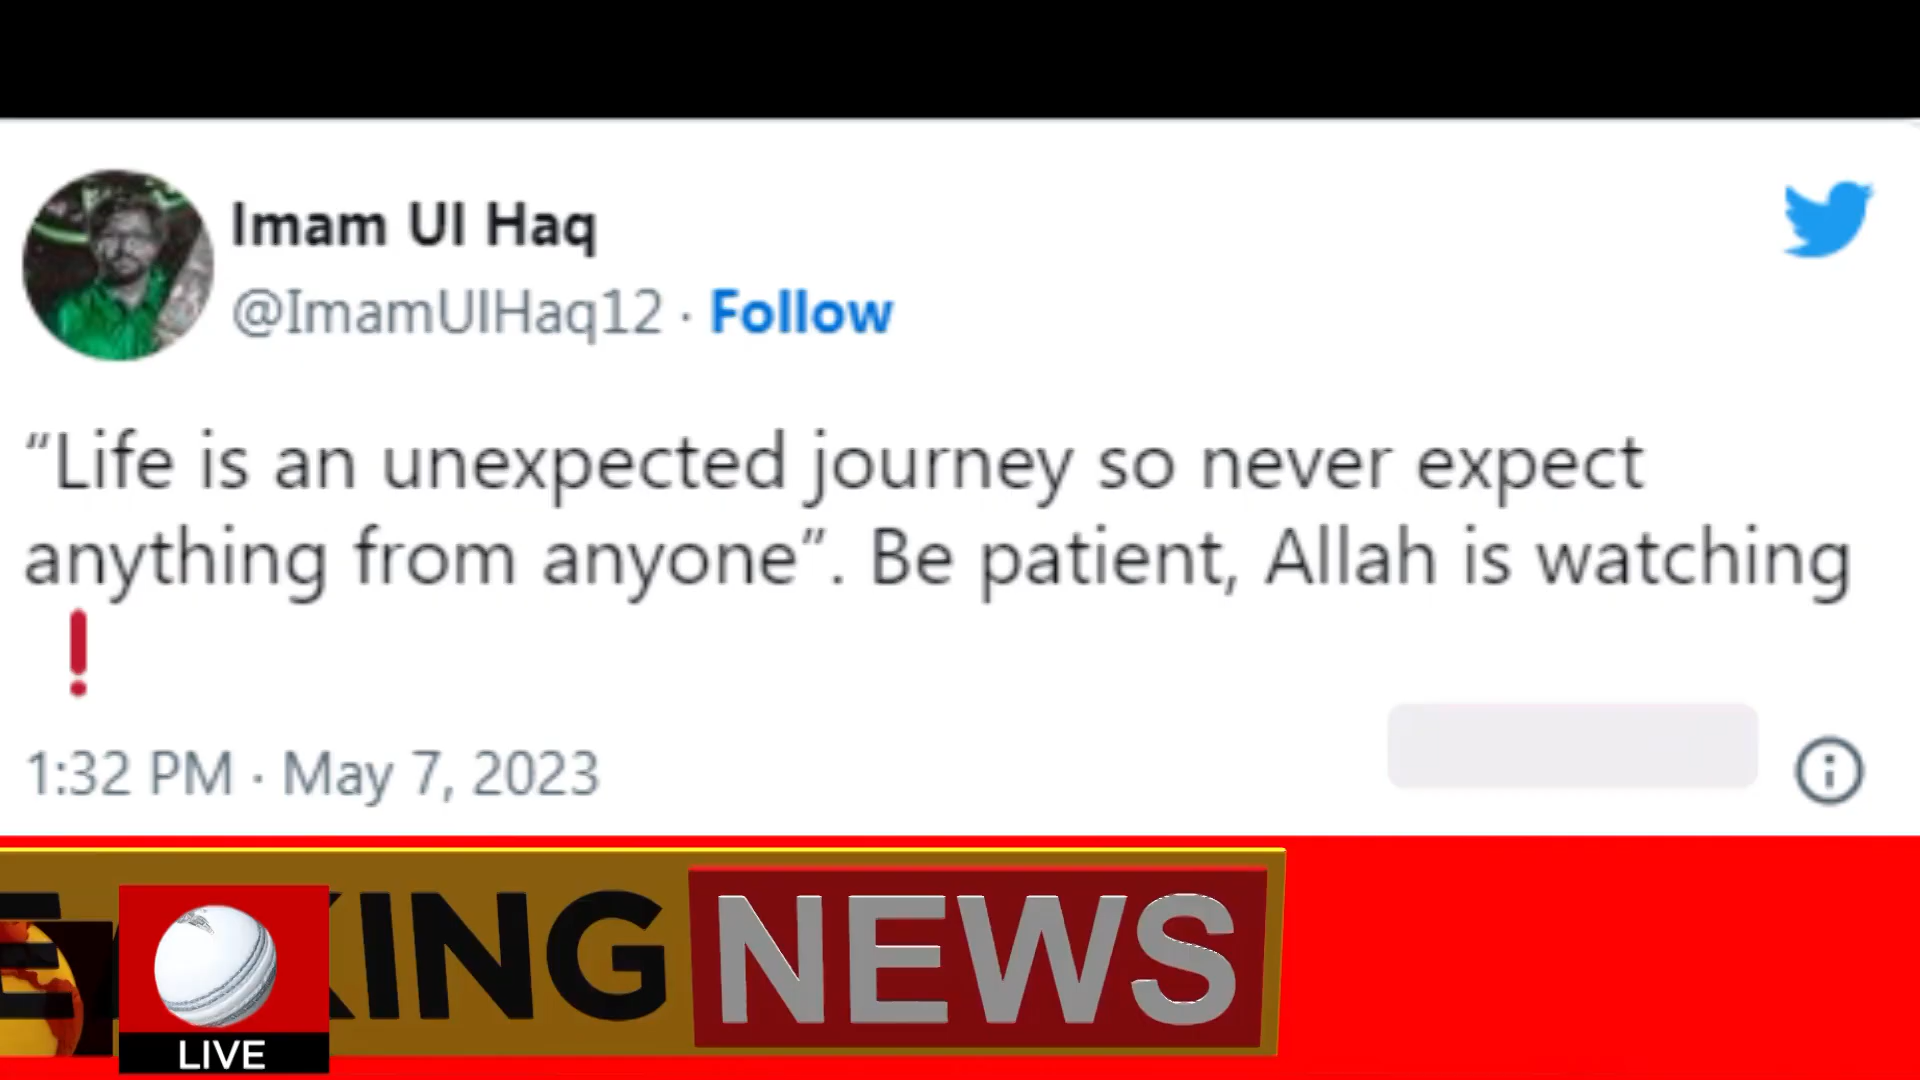 Imam Ul Haq
@ImamUlHaq12 · Follow
“Life is an unexpected journey so never expect
anything from anyone”. Be patient, Allah is watching
❗
1:32 PM · May 7, 2023
KING NEWS
LIVE